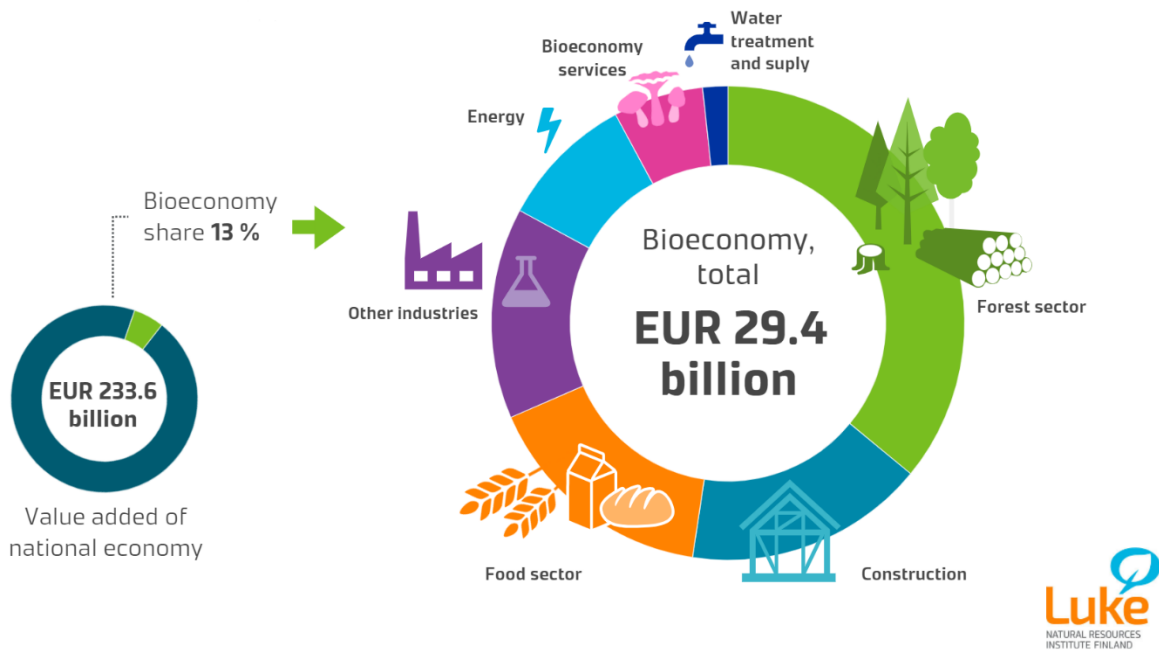 Water
treatment
and suply
Bioeconomy
services
Energy
Bioeconomy
share 13 %
Bioeconomy,
total
EUR 29.4
billion
Other industries
Forest sector
EUR 233.6
billion
Value added of
national economy
Food sector
Construction
Luke
NATURAL RESOURCES
INSTITUTE FINLAND